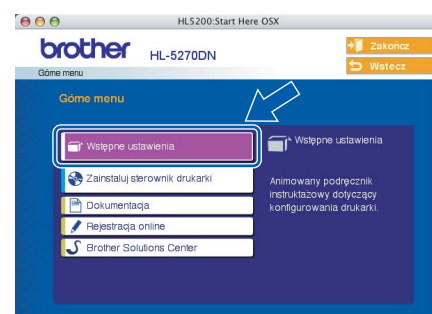 HL5200:Start Here OSX
brother
HL-5270DN
Zakończ
Wstecz
Górne menu
Górne menu
Wstępne ustawienia
Wstępne ustawienia
Zainstaluj sterownik drukarki
Animowany podręcznik
instruktażowy dotyczący
konfigurowania drukarki.
Dokumentacja
Rejestracja online
Brother Solutions Center